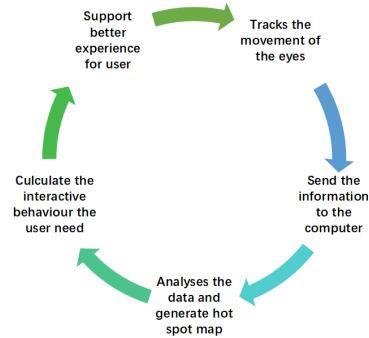 Support
better
experience
for user
Tracks the
movement of
the eyes
Send the
information
to the
computer
Analyses the
data and
generate hot
spot map
Calculate the
interactive
behaviour the
user need